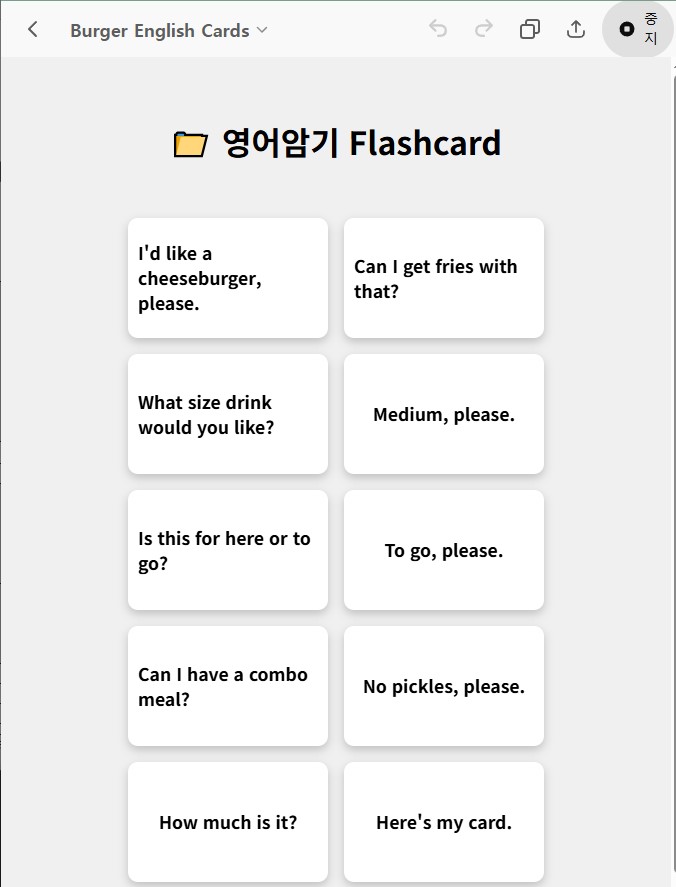 Burger English Cards
중
지
영어암기 Flashcard
I'd like a
cheeseburger,
please.
Can I get fries with
that?
What size drink
would you like?
Medium, please.
Is this for here or to
go?
To go, please.
Can I have a combo
meal?
No pickles, please.
How much is it?
Here's my card.